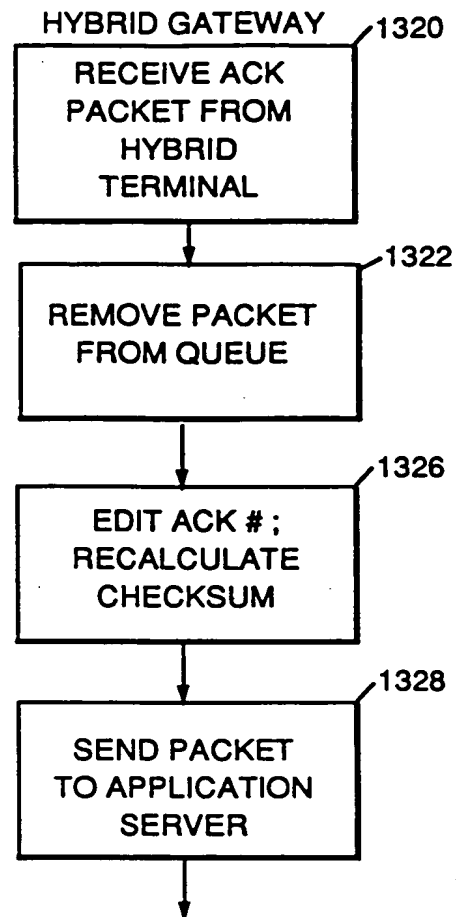 HYBRID GATEWAY
1320
RECEIVE ACK
PACKET FROM
HYBRID
TERMINAL
1322
REMOVE PACKET
FROM QUEUE
1326
EDIT ACK # ;
RECALCULATE
CHECKSUM
1328
SEND PACKET
TO APPLICATION
SERVER